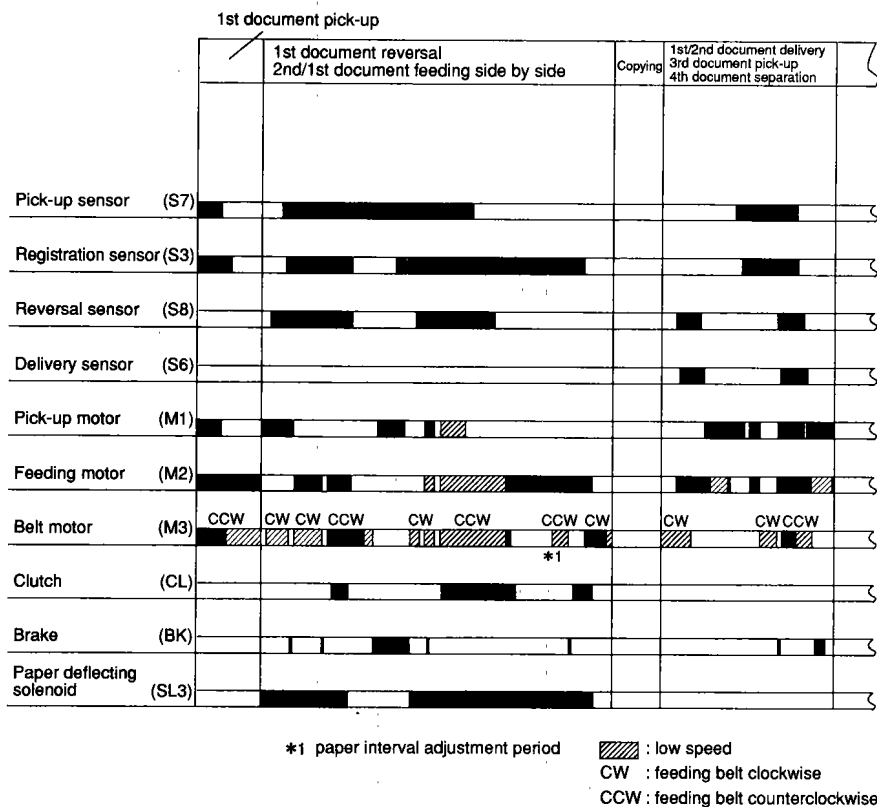 1st document pick-up
1st document reversal
2nd/1st document feeding side by side
Copying
1st/2nd document delivery
3rd document pick-up
4th document separation
Pick-up sensor (S7)
Registration sensor (S3)
Reversal sensor (S8)
Delivery sensor (S6)
Pick-up motor (M1)
Feeding motor (M2)
CCW CW CW CCW CW CCW CCW CW CW CW CCW
Belt motor (M3)
*1
Clutch (CL)
Brake (BK)
Paper deflecting
solenoid (SL3)
*1 paper interval adjustment period
: low speed
CW : feeding belt clockwise
CCW : feeding belt counterclockwise